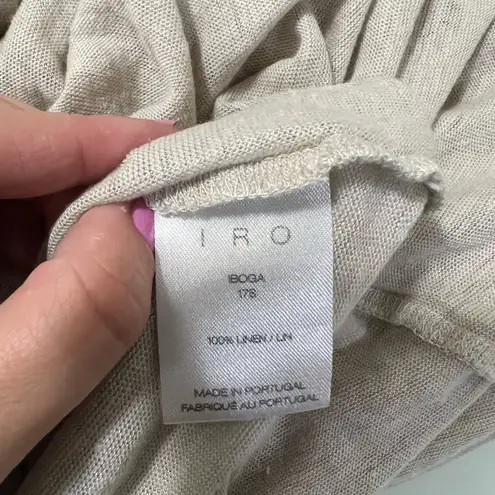 IRO
IBOGA
17S
100% LINEN / LIN
MADE IN PORTUGAL
FABRIQUÉ AU PORTUGAL